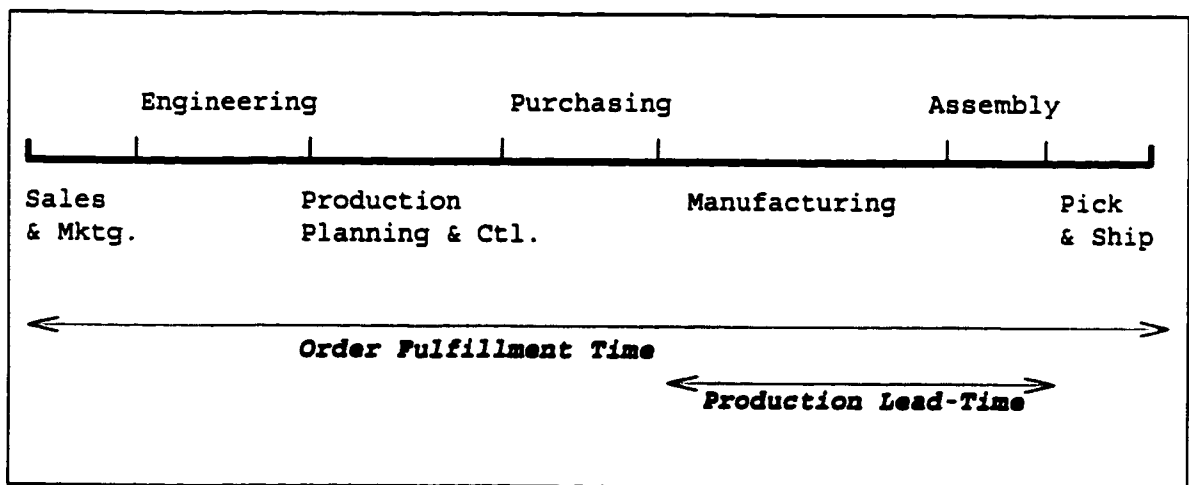 Engineering Purchasing Assembly
Sales Production Manufacturing Pick
& Mktg. Planning & Ctl. & Ship
Order Fulfillment Time
Production Lead-Time